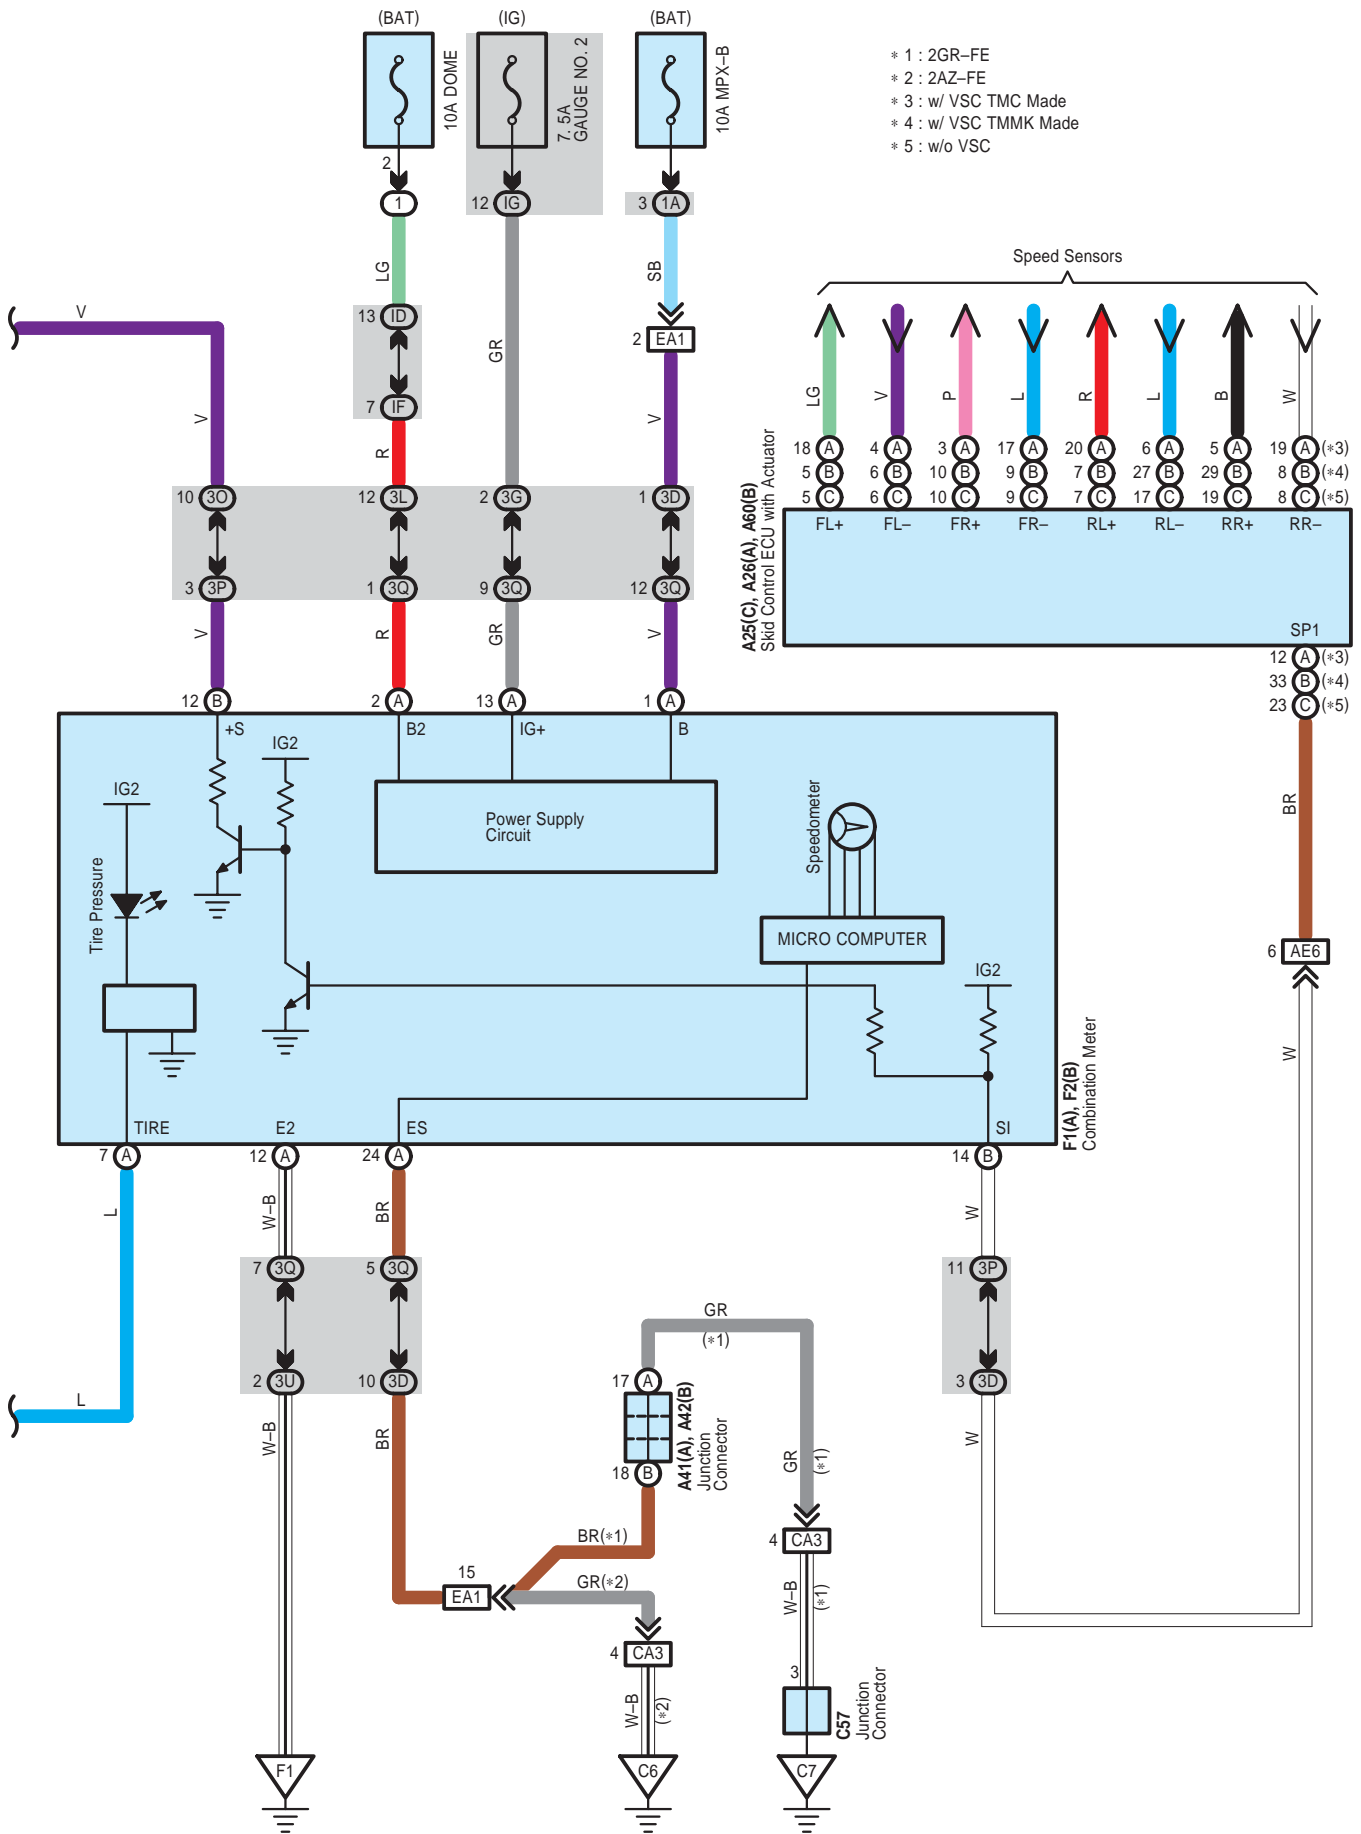 (BAT)
(IG)
(BAT)
10A DOME
7. 5A
GAUGE NO. 2
10A MPX–B
∗ 1 : 2GR–FE
∗ 2 : 2AZ–FE
∗ 3 : w/ VSC TMC Made
∗ 4 : w/ VSC TMMK Made
∗ 5 : w/o VSC
2
1
12 IG
3 1A
LG
SB
Speed Sensors
V
13 ID
GR
2 EA1
7 IF
V
R
V
LG
V
P
L
R
L
B
W
18 A
4 A
3 A
17 A
20 A
6 A
5 A
19 A (∗3)
5 B
6 B
10 B
9 B
7 B
27 B
29 B
8 B (∗4)
5 C
6 C
10 C
9 C
7 C
17 C
19 C
8 C (∗5)
10 3O
12 3L
2 3G
1 3D
FL+
FL–
FR+
FR–
RL+
RL–
RR+
RR–
A25(C), A26(A), A60(B)
Skid Control ECU with Actuator
3 3P
1 3Q
9 3Q
12 3Q
V
R
GR
V
SP1
12 A (∗3)
33 B (∗4)
23 C (∗5)
12 B
2 A
13 A
1 A
+S
B2
IG+
B
IG2
IG2
Power Supply
Circuit
Speedometer
BR
Tire Pressure
MICRO COMPUTER
6 AE6
IG2
W
F1(A), F2(B)
Combination Meter
TIRE
E2
ES
SI
7 A
12 A
24 A
14 B
L
W–B
BR
W
7 3Q
5 3Q
11 3P
GR
(∗1)
2 3U
10 3D
17 A
3 3D
L
W–B
BR
A41(A), A42(B)
Junction
Connector
GR
(∗1)
W
18 B
BR(∗1)
4 CA3
15
EA1
GR(∗2)
W–B
(∗1)
4 CA3
3
W–B
(∗2)
C57
Junction
Connector
F1
C6
C7